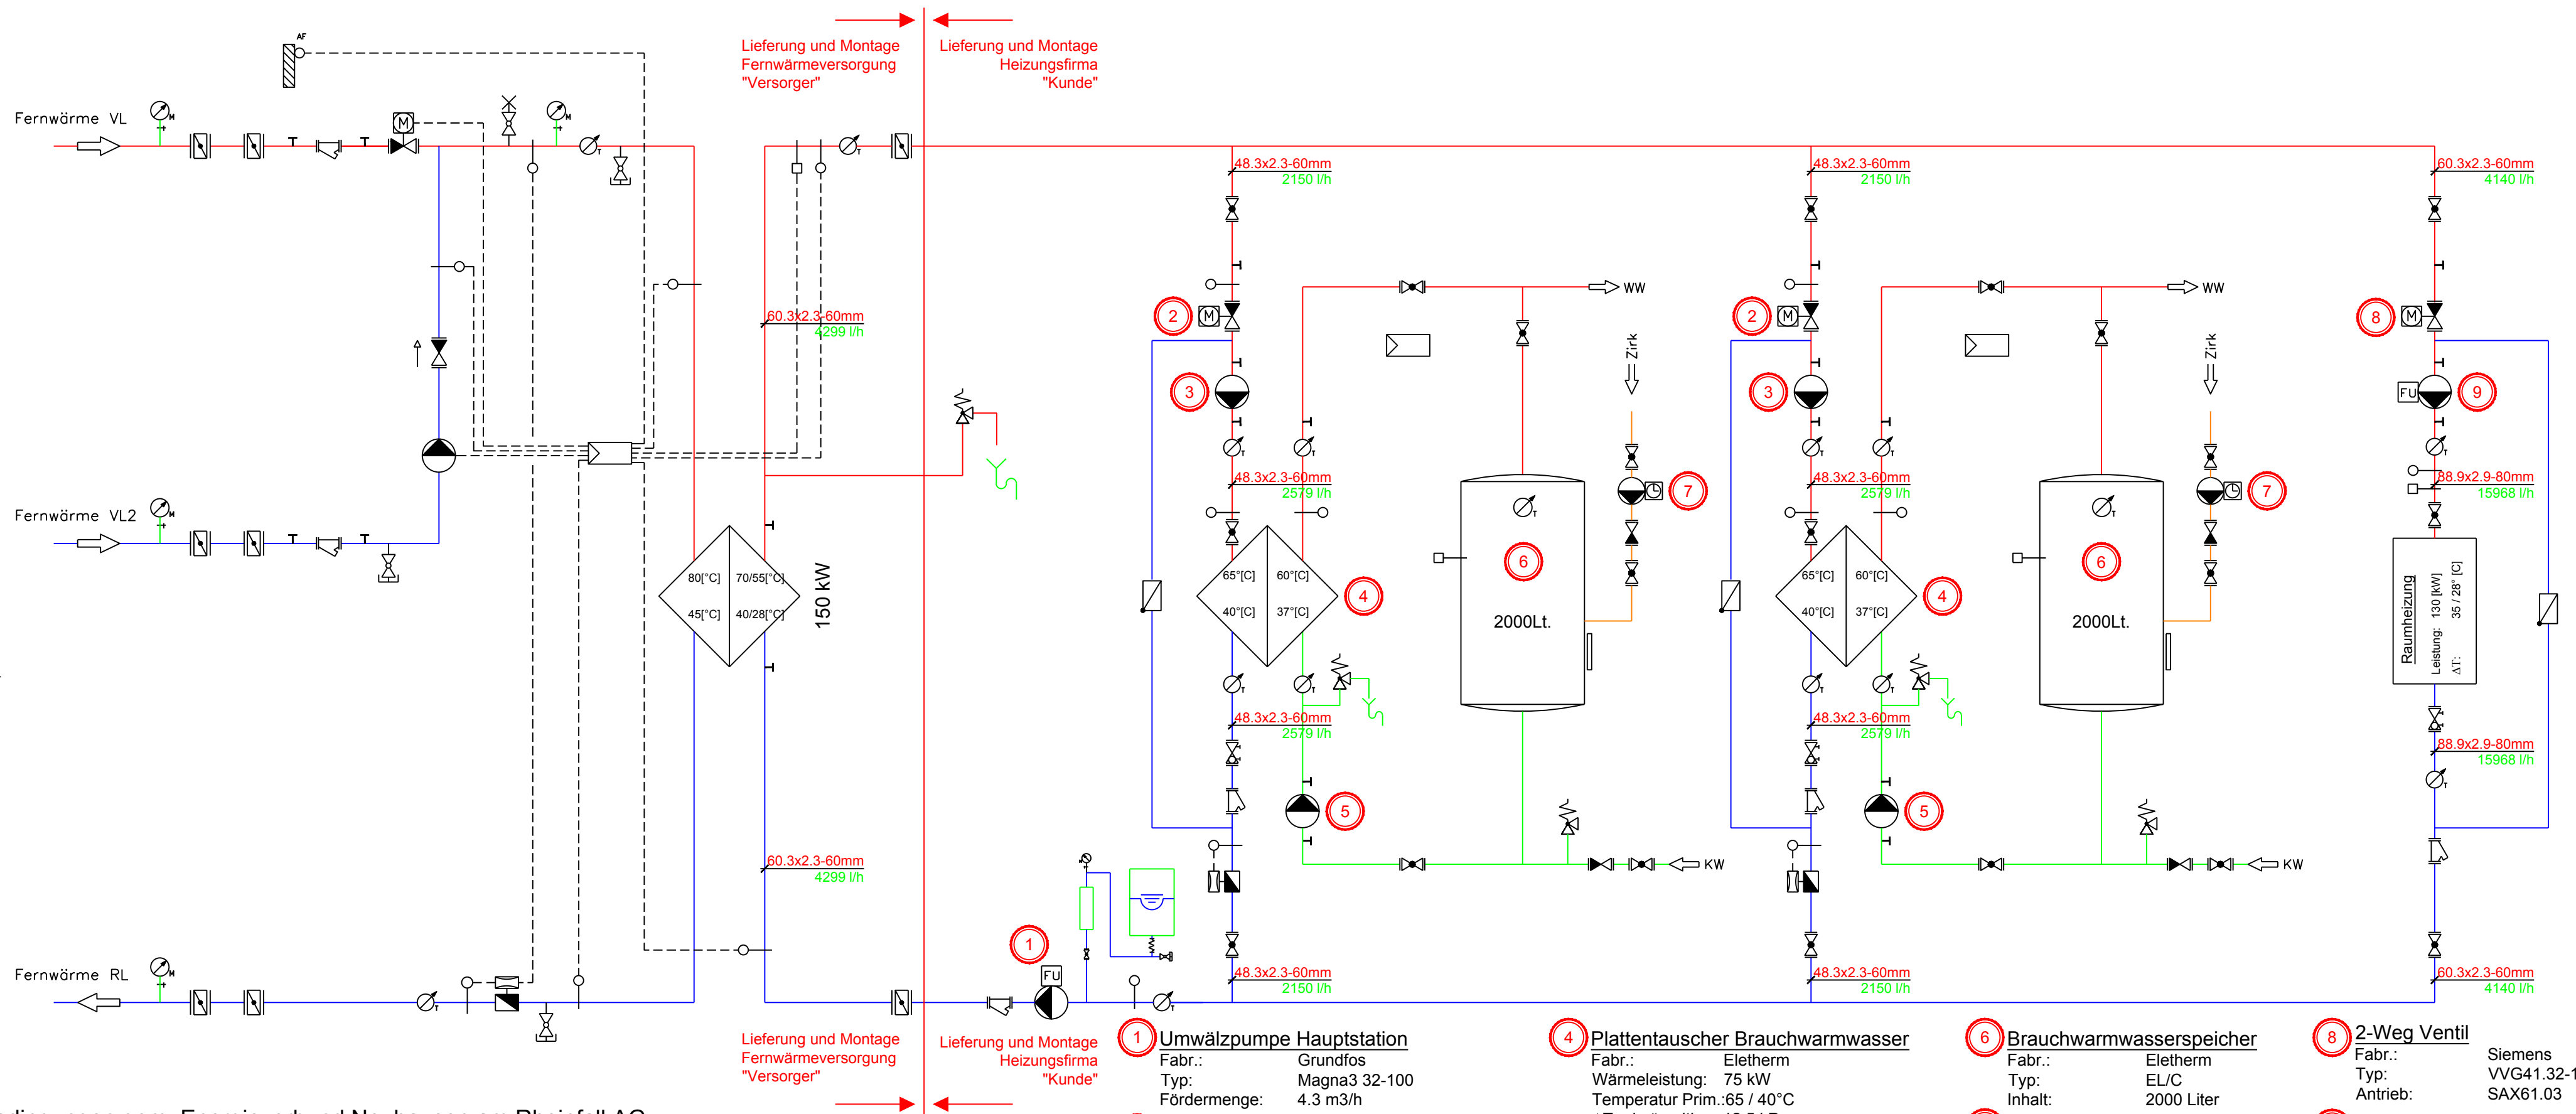 AF
Lieferung und Montage
Fernwärmeversorgung
"Versorger"
Lieferung und Montage
Heizungsfirma
"Kunde"
Fernwärme VL
M
M
M
T
T
48.3x2.3-60mm
2150 l/h
48.3x2.3-60mm
2150 l/h
60.3x2.3-60mm
4140 l/h
60.3x2.3-60mm
4299 l/h
2
M
WW
Zirk
2
M
WW
Zirk
8
M
3
3
FU
9
T
T
T
T
T
48.3x2.3-60mm
2579 l/h
48.3x2.3-60mm
2579 l/h
88.9x2.9-80mm
15968 l/h
Fernwärme VL2
M
T
7
T
7
80[°C]
70/55[°C]
45[°C]
40/28[°C]
150 kW
65°[C]
60°[C]
40°[C]
37°[C]
4
6
2000Lt.
65°[C]
60°[C]
40°[C]
37°[C]
4
6
2000Lt.
Raumheizung
Leistung: 130 [kW]
ΔT: 35 / 28° [C]
T
T
T
T
48.3x2.3-60mm
2579 l/h
48.3x2.3-60mm
2579 l/h
88.9x2.9-80mm
15968 l/h
T
5
5
60.3x2.3-60mm
4299 l/h
KW
KW
Fernwärme RL
M
T
1
FU
T
48.3x2.3-60mm
2150 l/h
48.3x2.3-60mm
2150 l/h
60.3x2.3-60mm
4140 l/h
Lieferung und Montage
Fernwärmeversorgung
"Versorger"
Lieferung und Montage
Heizungsfirma
"Kunde"
1 Umwälzpumpe Hauptstation
Fabr.: Grundfos
Typ: Magna3 32-100
Fördermenge: 4.3 m3/h
4 Plattentauscher Brauchwarmwasser
Fabr.: Eletherm
Wärmeleistung: 75 kW
Temperatur Prim.:65 / 40°C
6 Brauchwarmwasserspeicher
Fabr.: Eletherm
Typ: EL/C
Inhalt: 2000 Liter
8 2-Weg Ventil
Fabr.: Siemens
Typ: VVG41.32-1
Antrieb: SAX61.03